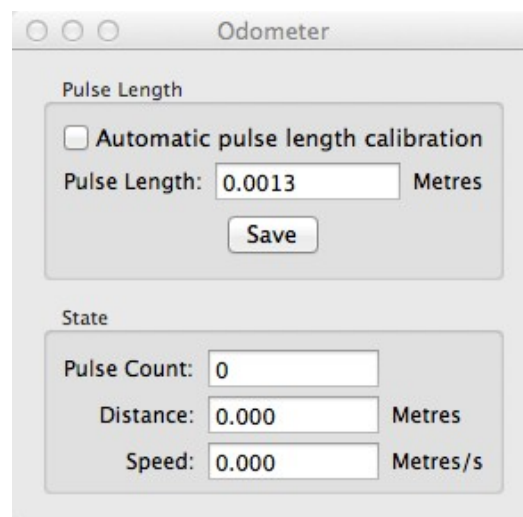 Odometer
Pulse Length
Automatic pulse length calibration
Pulse Length: 0.0013 Metres
Save
State
Pulse Count: 0
Distance: 0.000 Metres
Speed: 0.000 Metres/s